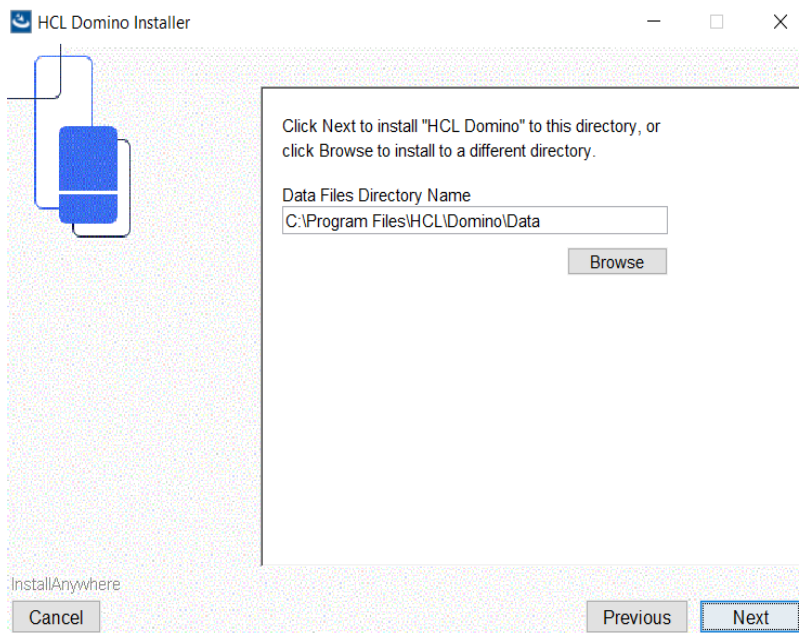 HCL Domino Installer
Click Next to install "HCL Domino" to this directory, or
click Browse to install to a different directory.
Data Files Directory Name
C:\Program Files\HCL\Domino\Data
Browse
InstallAnywhere
Cancel
Previous
Next